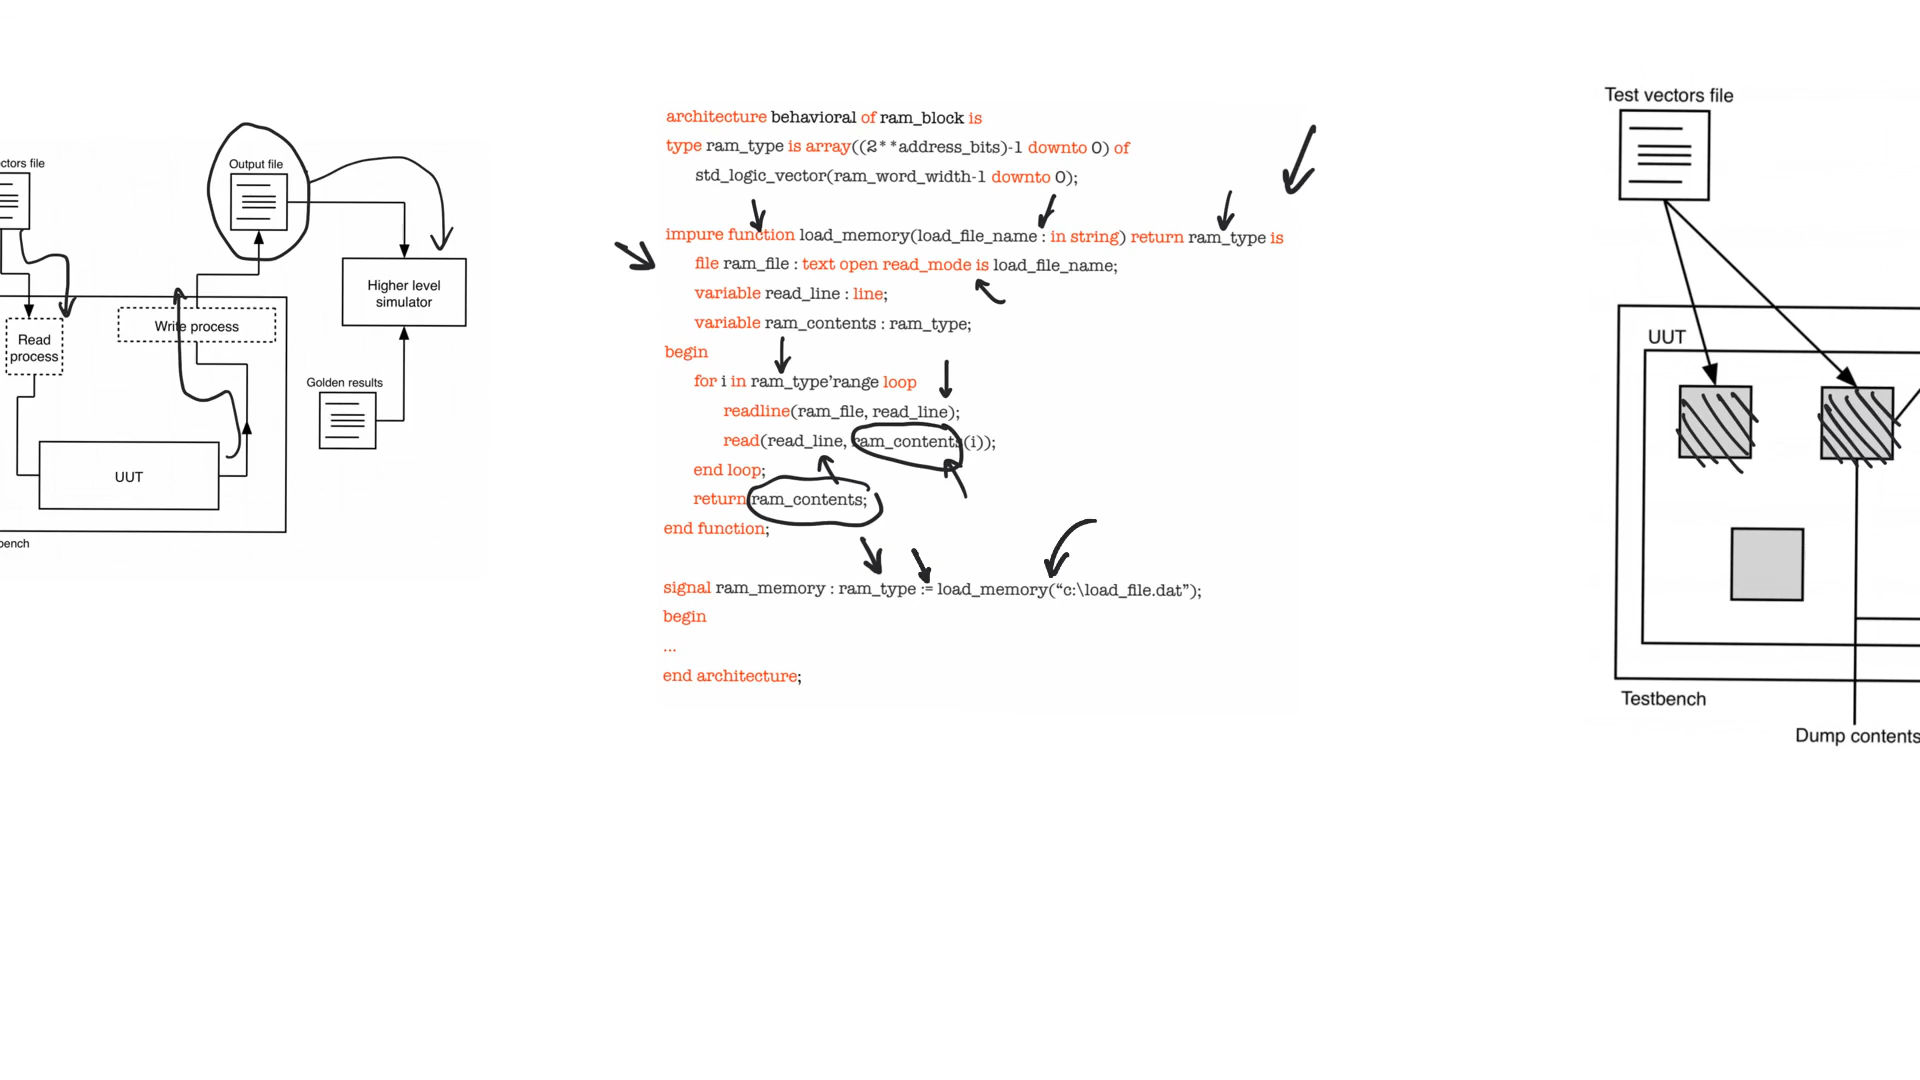 ctors file
Output file
Higher level
simulator
Write process
Read
process
Golden results
UUT
bench
architecture behavioral of ram_block is
type ram_type is array((2**address_bits)-1 downto 0) of
std_logic_vector(ram_word_width-1 downto 0);
impure function load_memory(load_file_name : in string) return ram_type is
file ram_file : text open read_mode is load_file_name;
variable read_line : line;
variable ram_contents : ram_type;
begin
for i in ram_type’range loop
readline(ram_file, read_line);
read(read_line, ram_contents(i));
end loop;
return ram_contents;
end function;
signal ram_memory : ram_type := load_memory(“c:\load_file.dat”);
begin
...
end architecture;
Test vectors file
UUT
Testbench
Dump contents